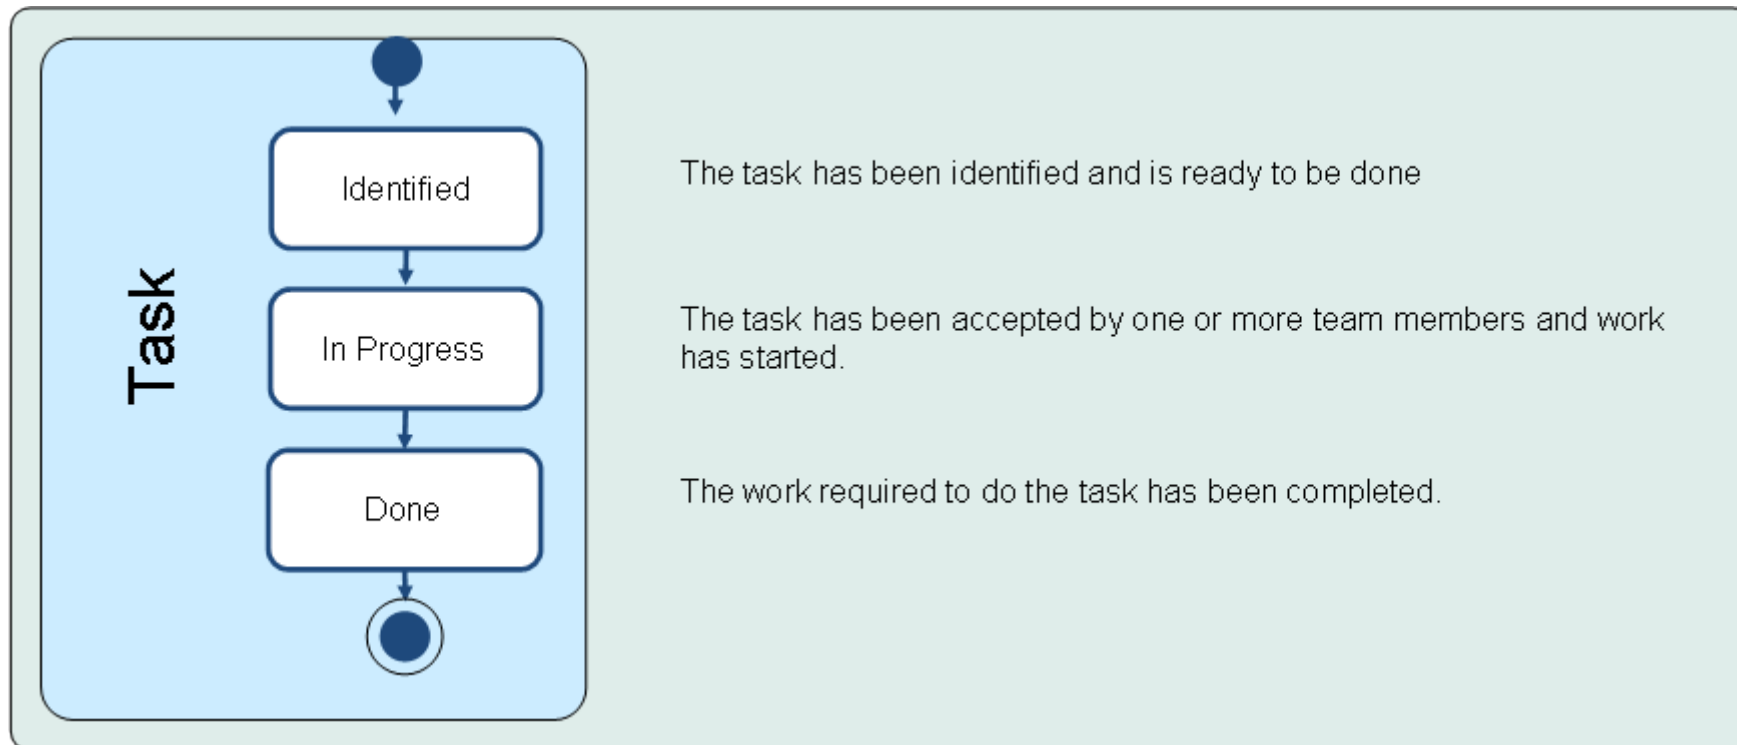 Task
Identified
The task has been identified and is ready to be done
In Progress
The task has been accepted by one or more team members and work
has started.
Done
The work required to do the task has been completed.